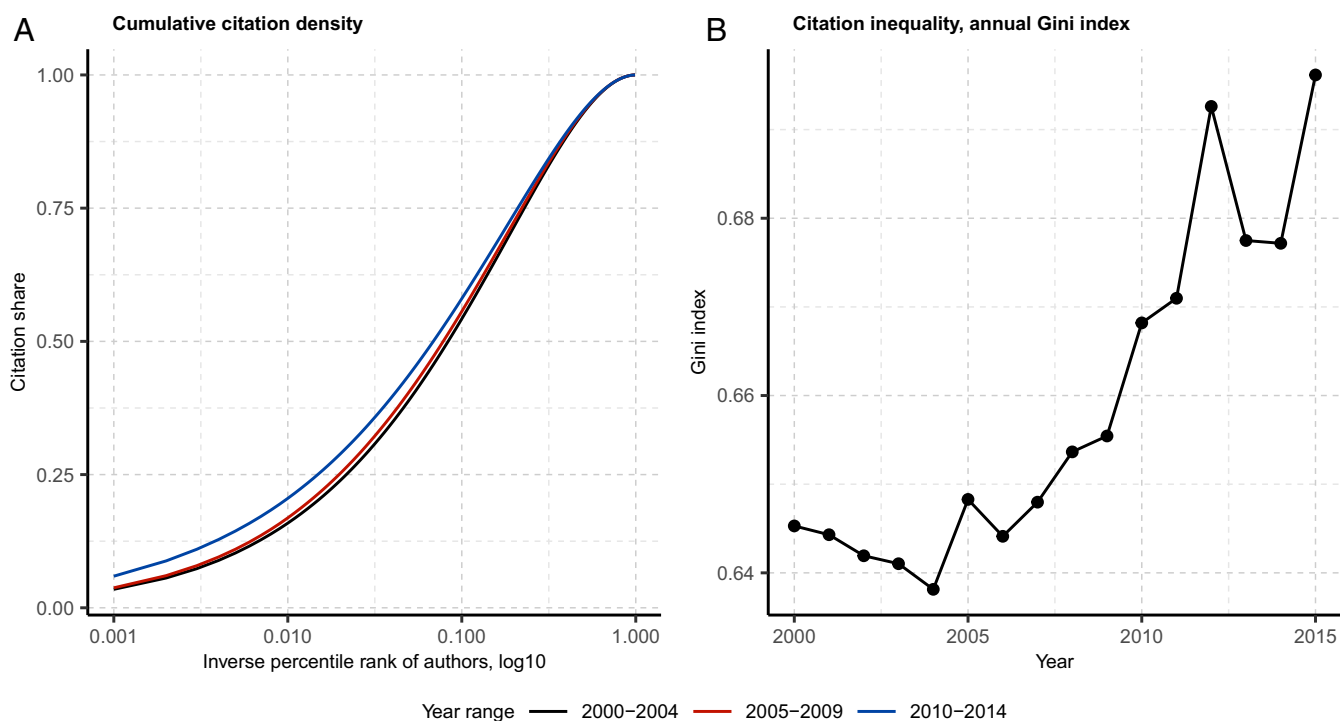 A
Cumulative citation density
1.00
0.75
0.50
0.25
0.00
Citation share
0.001
0.010
0.100
1.000
Inverse percentile rank of authors, log10
B
Citation inequality, annual Gini index
0.68
0.66
0.64
Gini index
2000
2005
2010
2015
Year
Year range
2000−2004
2005−2009
2010−2014